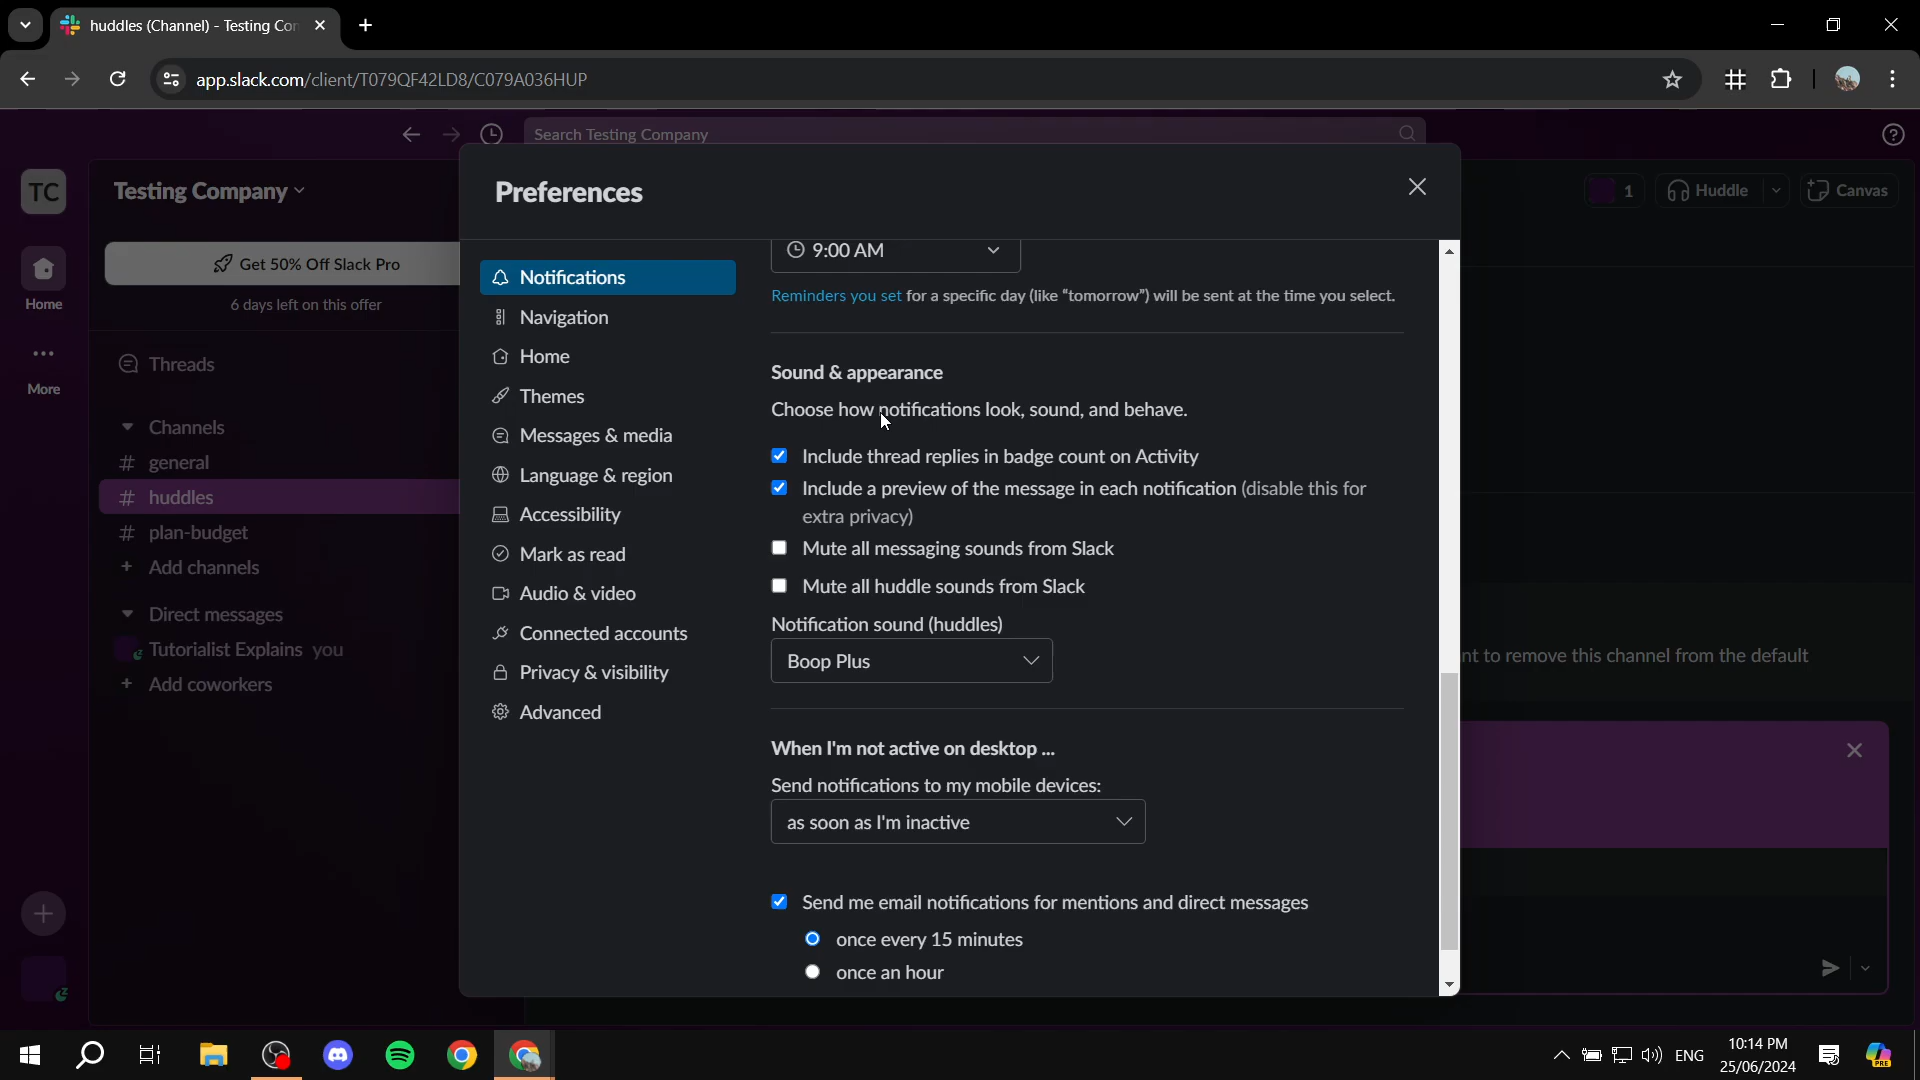 huddles (Channel) - Testing Con
app.slack.com/client/T079QF42LD8/C079A036HUP
Search Testing Company
TC
Testing Company
Preferences
1
Huddle
Canvas
Get 50% Off Slack Pro
6 days left on this offer
Home
More
Threads
Channels
# general
# huddles
# plan-budget
+ Add channels
Direct messages
Tutorialist Explains you
+ Add coworkers
Notifications
Navigation
Home
Themes
Messages & media
Language & region
Accessibility
Mark as read
Audio & video
Connected accounts
Privacy & visibility
Advanced
9:00 AM
Reminders you set for a specific day (like “tomorrow”) will be sent at the time you select.
Sound & appearance
Choose how notifications look, sound, and behave.
Include thread replies in badge count on Activity
Include a preview of the message in each notification (disable this for
extra privacy)
Mute all messaging sounds from Slack
Mute all huddle sounds from Slack
Notification sound (huddles)
Boop Plus
When I'm not active on desktop ...
Send notifications to my mobile devices:
as soon as I'm inactive
Send me email notifications for mentions and direct messages
once every 15 minutes
once an hour
nt to remove this channel from the default
ENG
10:14 PM
25/06/2024
PRE